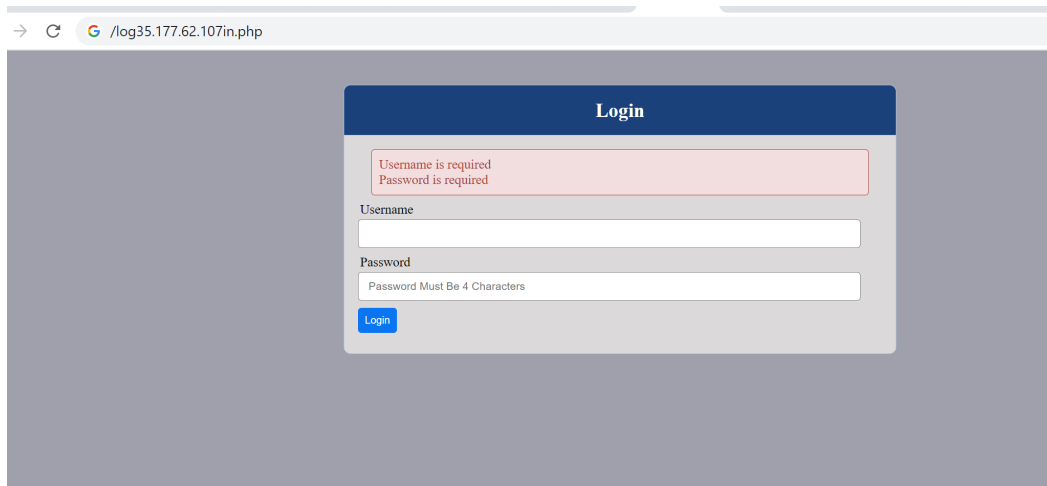 /log35.177.62.107in.php
Login
Username is required
Password is required
Username
Password
Password Must Be 4 Characters
Login